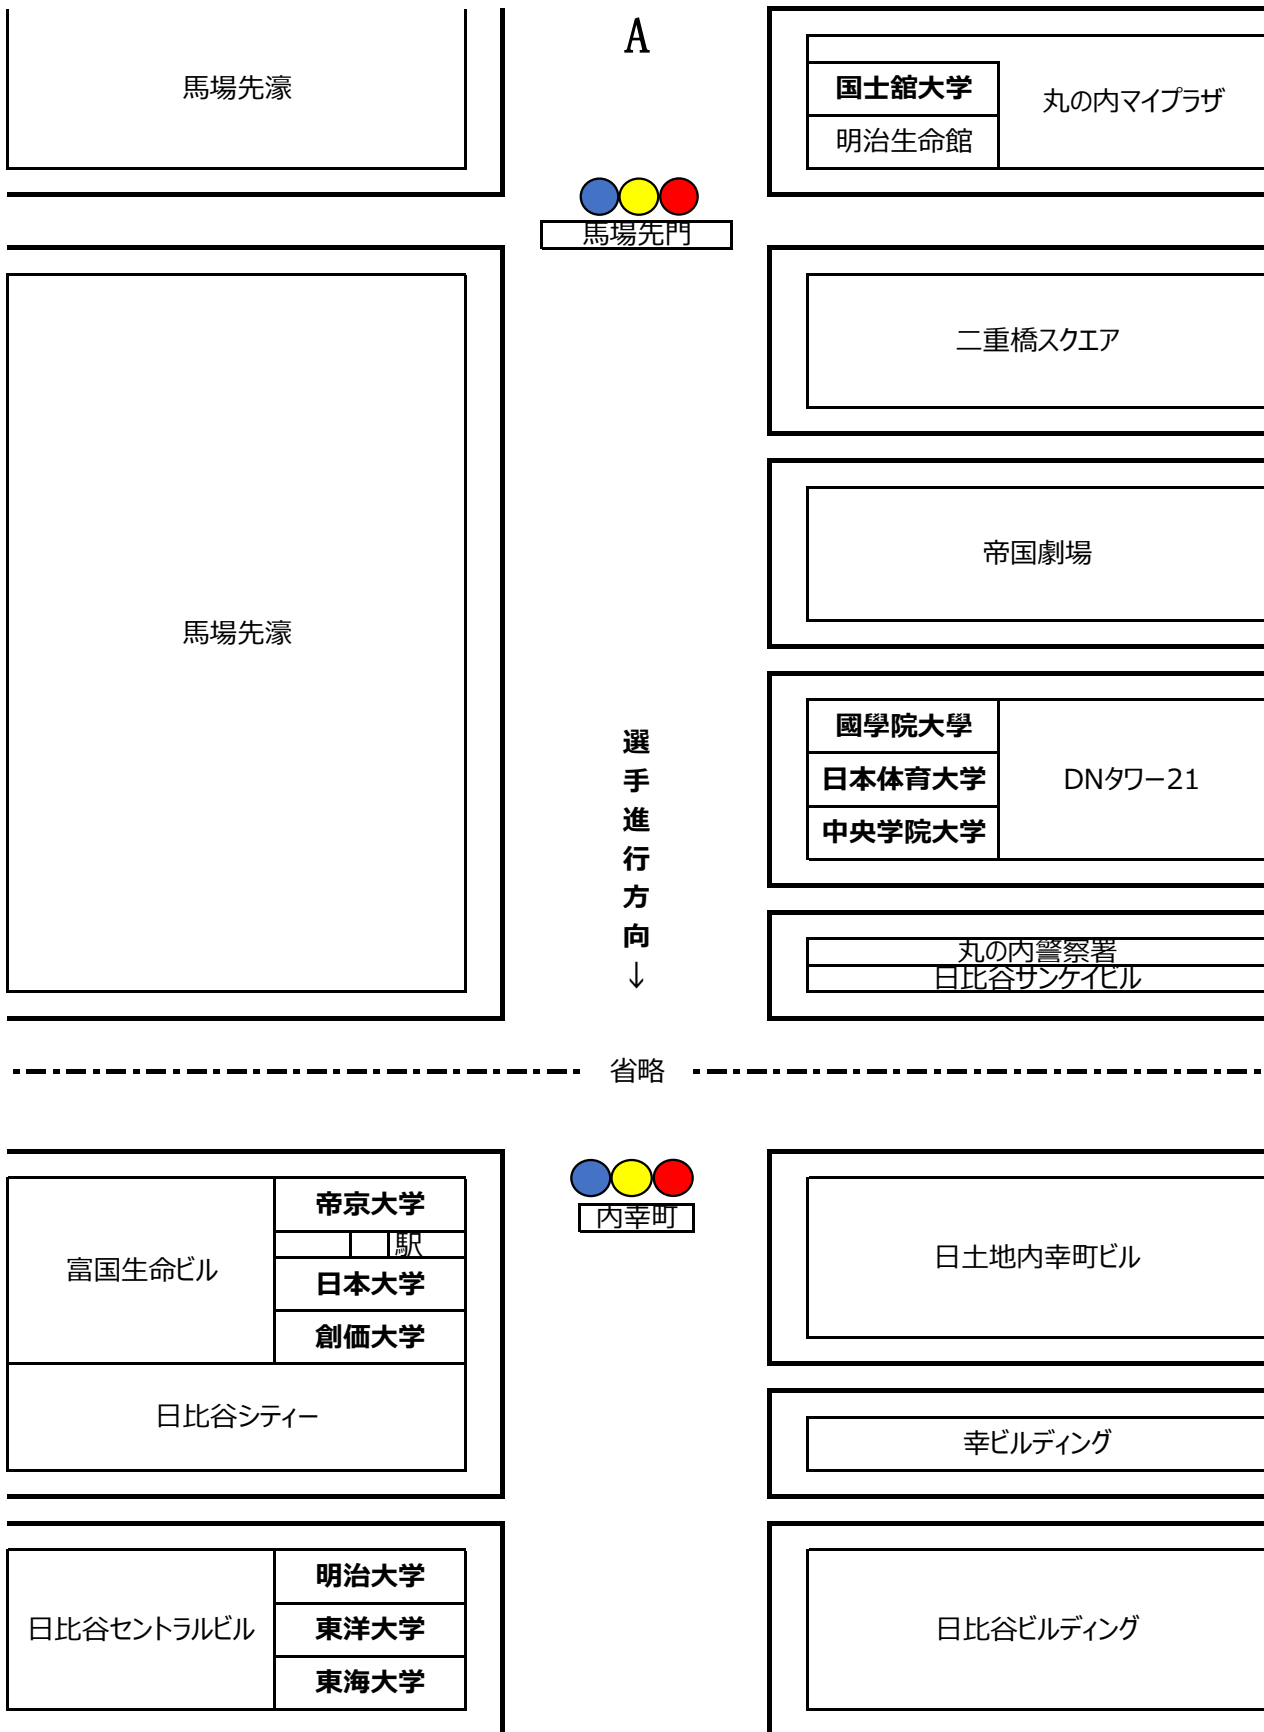 A
馬場先濠
国士舘大学
丸の内マイプラザ
明治生命館
馬場先門
二重橋スクエア
帝国劇場
馬場先濠
選手進行方向↓
國學院大學
日本体育大学
DNタワー21
中央学院大学
丸の内警察署
日比谷サンケイビル
省略
帝京大学
内幸町
駅
富国生命ビル
日土地内幸町ビル
日本大学
創価大学
日比谷シティー
幸ビルディング
明治大学
日比谷セントラルビル
東洋大学
日比谷ビルディング
東海大学